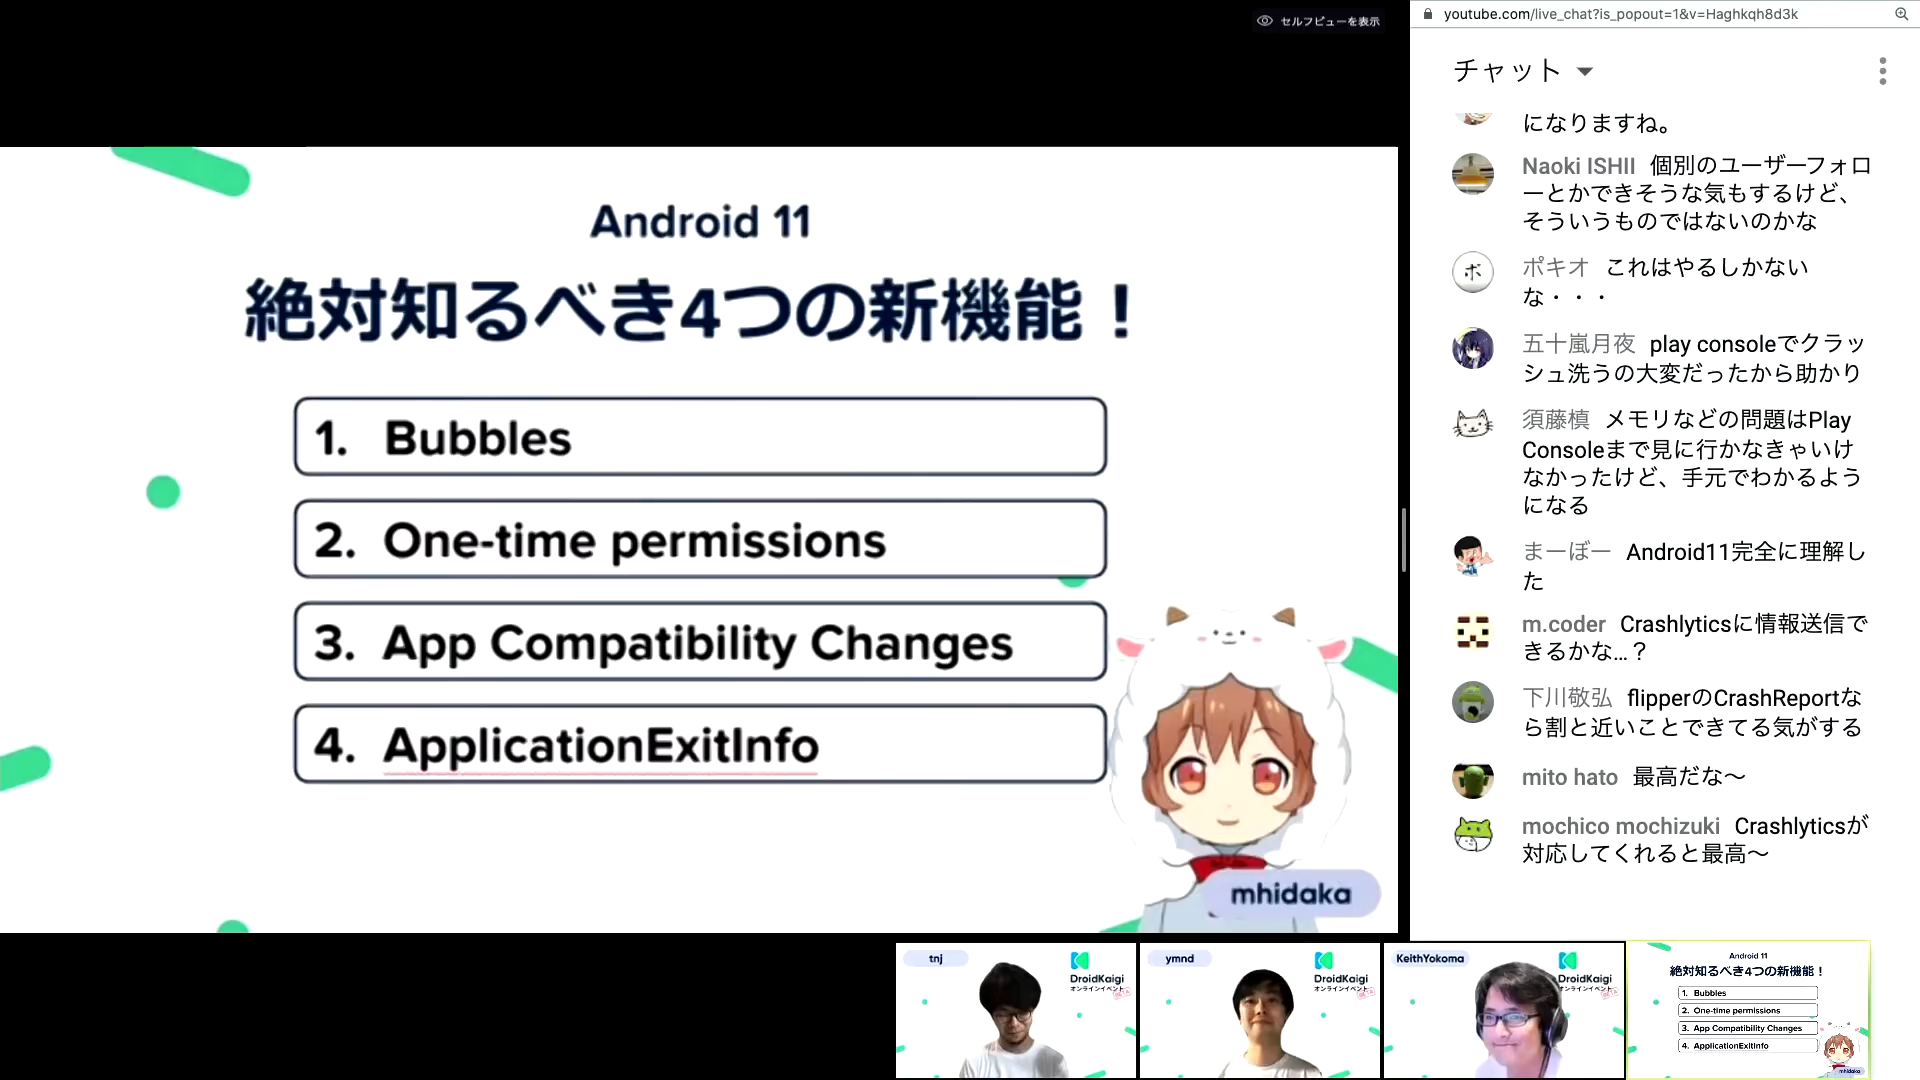 セルフビューを表示
youtube.com/live_chat?is_popout=1&v=Haghkqh8d3k
チャット
になりますね。
Naoki ISHII 個別のユーザーフォロ
ーとかできそうな気もするけど、
そういうものではないのかな
ポ
ポキオ これはやるしかない
な・・・
五十嵐月夜 play consoleでクラッ
シュ洗うの大変だったから助かり
須藤槙 メモリなどの問題はPlay
Consoleまで見に行かなきゃいけ
なかったけど、手元でわかるよう
になる
まーぼー Android11完全に理解し
た
m.coder Crashlyticsに情報送信で
きるかな…？
下川敬弘 flipperのCrashReportな
ら割と近いことできてる気がする
mito hato 最高だな〜
mochico mochizuki Crashlyticsが
対応してくれると最高〜
Android 11
絶対知るべき4つの新機能！
1. Bubbles
2. One-time permissions
3. App Compatibility Changes
4. ApplicationExitInfo
mhidaka
tnj
DroidKaigi
オンラインイベント
BETA
ymnd
DroidKaigi
オンラインイベント
BETA
KeithYokoma
DroidKaigi
オンラインイベント
BETA
Android 11
絶対知るべき4つの新機能！
1. Bubbles
2. One-time permissions
3. App Compatibility Changes
4. ApplicationExitInfo
mhidaka